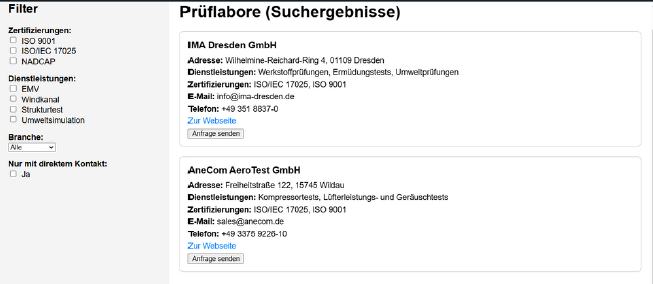 Filter
Zertifizierungen:
ISO 9001
ISO/IEC 17025
NADCAP
Dienstleistungen:
EMV
Windkanal
Strukturtest
Umweltsimulation
Branche:
Alle
Nur mit direktem Kontakt:
Ja
Prüflabore (Suchergebnisse)
IMA Dresden GmbH
Adresse: Wilhelmine-Reichard-Ring 4, 01109 Dresden
Dienstleistungen: Werkstoffprüfungen, Ermüdungstests, Umweltprüfungen
Zertifizierungen: ISO/IEC 17025, ISO 9001
E-Mail: info@ima-dresden.de
Telefon: +49 351 8837-0
Zur Webseite
Anfrage senden
AneCom AeroTest GmbH
Adresse: Freiheitstraße 122, 15745 Wildau
Dienstleistungen: Kompressortests, Lüfterleistungs- und Geräuschtests
Zertifizierungen: ISO/IEC 17025, ISO 9001
E-Mail: sales@anecom.de
Telefon: +49 3375 9226-10
Zur Webseite
Anfrage senden